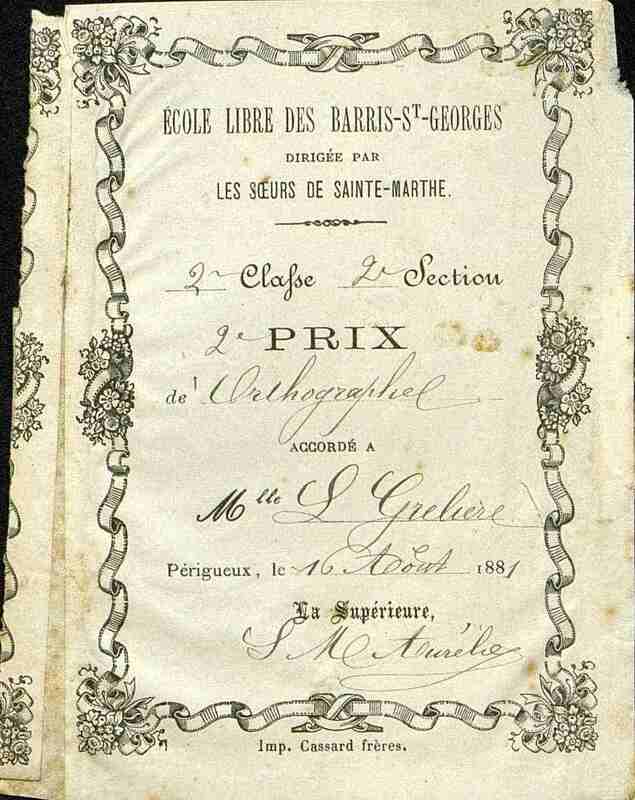 ÉCOLE LIBRE DES BARRIS-ST-GEORGES
DIRIGÉE PAR
LES SŒURS DE SAINTE-MARTHE.
2e Classe 2e Section
2e PRIX
de l'Orthographe
ACCORDÉ A
Mlle L Grelière
Périgueux, le 16 Août 1881
La Supérieure,
S M Aurélie
Imp. Cassard frères.